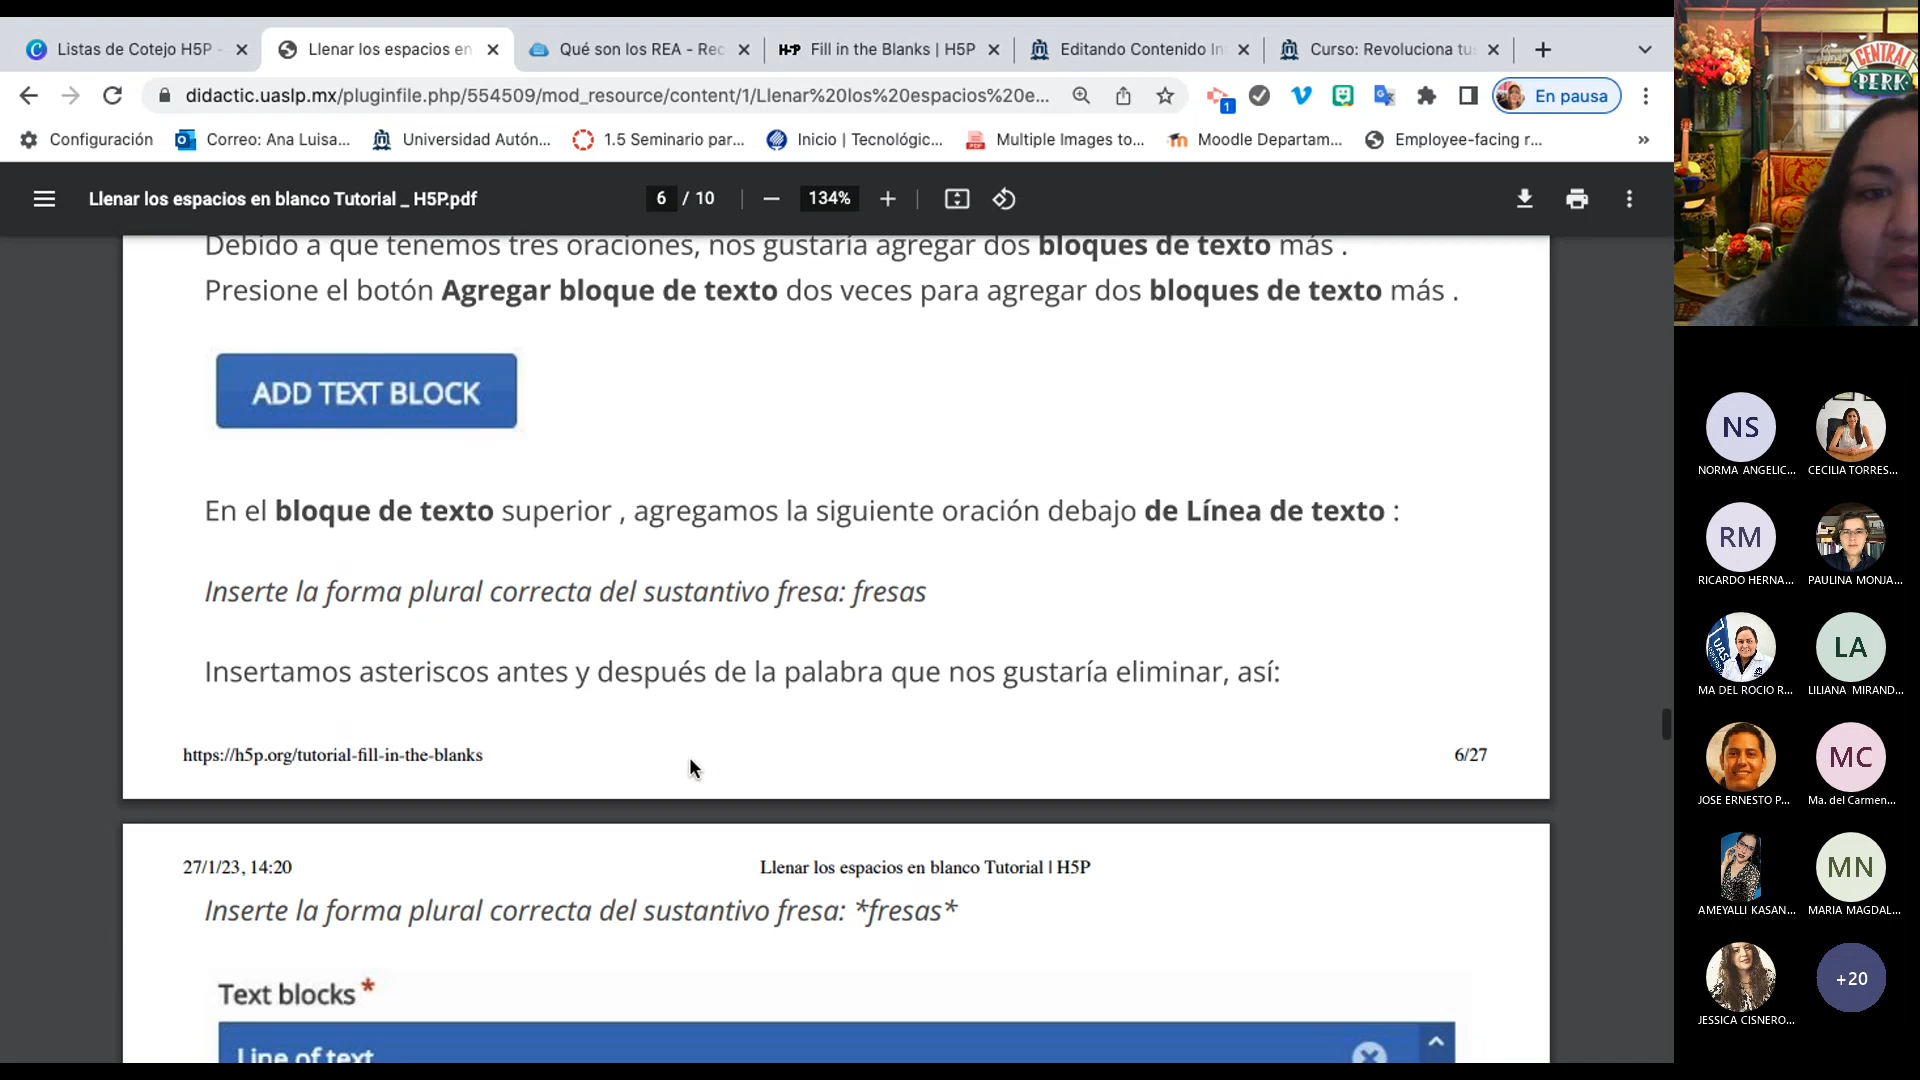 Listas de Cotejo H5P -
Llenar los espacios en
Qué son los REA - Rec
H5P Fill in the Blanks | H5P
Editando Contenido In
Curso: Revoluciona tus
didactic.uaslp.mx/pluginfile.php/554509/mod_resource/content/1/Llenar%20los%20espacios%20e...
1
En pausa
Configuración
Correo: Ana Luisa...
Universidad Autón...
1.5 Seminario par...
Inicio | Tecnológic...
Multiple Images to...
Moodle Departam...
Employee-facing r...
»
Llenar los espacios en blanco Tutorial _ H5P.pdf
6 / 10
134%
Debido a que tenemos tres oraciones, nos gustaría agregar dos bloques de texto más .
Presione el botón Agregar bloque de texto dos veces para agregar dos bloques de texto más .
ADD TEXT BLOCK
En el bloque de texto superior , agregamos la siguiente oración debajo de Línea de texto :
Inserte la forma plural correcta del sustantivo fresa: fresas
Insertamos asteriscos antes y después de la palabra que nos gustaría eliminar, así:
https://h5p.org/tutorial-fill-in-the-blanks
6/27
27/1/23, 14:20
Llenar los espacios en blanco Tutorial | H5P
Inserte la forma plural correcta del sustantivo fresa: *fresas*
Text blocks *
Line of text
CENTRAL
PERK
NS
NORMA ANGELIC...
CECILIA TORRES...
RM
RICARDO HERNA...
PAULINA MONJA...
MA DEL ROCIO R...
LA
LILIANA MIRAND...
JOSE ERNESTO P...
MC
Ma. del Carmen...
AMEYALLI KASAN...
MN
MARIA MAGDAL...
JESSICA CISNERO...
+20